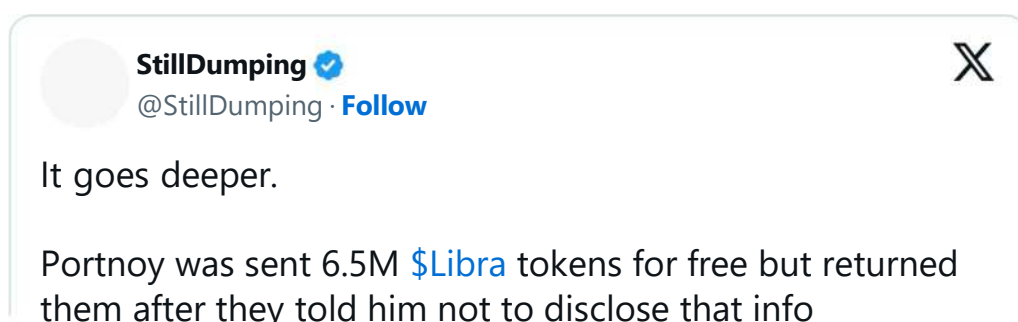 StillDumping
@StillDumping · Follow
It goes deeper.
Portnoy was sent 6.5M $Libra tokens for free but returned
them after they told him not to disclose that info